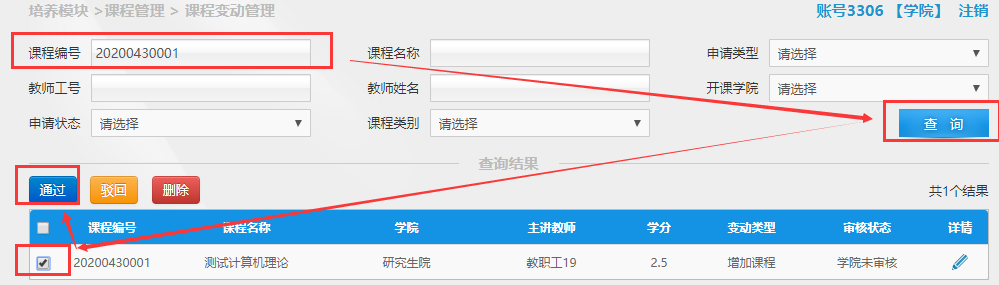 培养模块 >课程管理 > 课程变动管理 账号3306 【学院】 注销
课程编号 20200430001 课程名称 申请类型 请选择
教师工号 教师姓名 开课学院 请选择
申请状态 请选择 课程类别 请选择 查 询
查询结果
通过 驳回 删除 共1个结果
课程编号 课程名称 学院 主讲教师 学分 变动类型 审核状态 详情
20200430001 测试计算机理论 研究生院 教职工19 2.5 增加课程 学院未审核